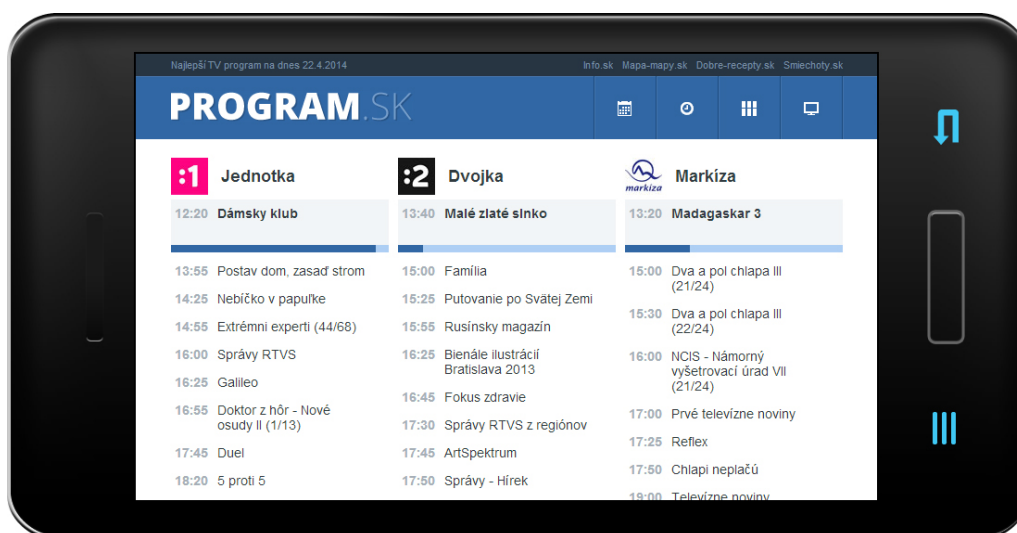 Najlepší TV program na dnes 22.4.2014
Info.sk Mapa-mapy.sk Dobre-recepty.sk Smiechoty.sk
PROGRAM.SK
:1 Jednotka
12:20 Dámsky klub
13:55 Postav dom, zasaď strom
14:25 Nebíčko v papuľke
14:55 Extrémni experti (44/68)
16:00 Správy RTVS
16:25 Galileo
16:55 Doktor z hôr - Nové
osudy II (1/13)
17:45 Duel
18:20 5 proti 5
:2 Dvojka
13:40 Malé zlaté slnko
15:00 Família
15:25 Putovanie po Svätej Zemi
15:55 Rusínsky magazín
16:25 Bienále ilustrácií
Bratislava 2013
16:45 Fokus zdravie
17:30 Správy RTVS z regiónov
17:45 ArtSpektrum
17:50 Správy - Hírek
markíza Markíza
13:20 Madagaskar 3
15:00 Dva a pol chlapa III
(21/24)
15:30 Dva a pol chlapa III
(22/24)
16:00 NCIS - Námorný
vyšetrovací úrad VII
(21/24)
17:00 Prvé televízne noviny
17:25 Reflex
17:50 Chlapi neplačú
19:00 Televízne noviny